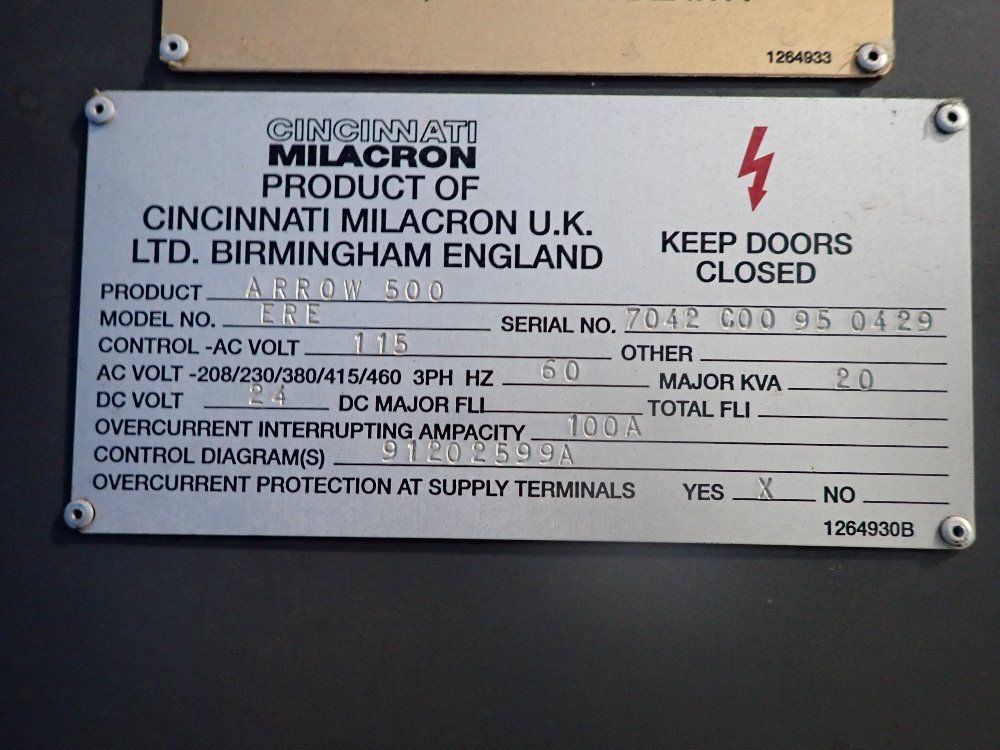 1264933
CINCINNATI
MILACRON
PRODUCT OF
CINCINNATI MILACRON U.K.
LTD. BIRMINGHAM ENGLAND
KEEP DOORS
CLOSED
PRODUCT ARROW 500
MODEL NO. ERE SERIAL NO. 7042 C00 95 0429
CONTROL -AC VOLT 115 OTHER
AC VOLT -208/230/380/415/460 3PH HZ 60 MAJOR KVA 20
DC VOLT 24 DC MAJOR FLI TOTAL FLI
OVERCURRENT INTERRUPTING AMPACITY 100A
CONTROL DIAGRAM(S) 91202599A
OVERCURRENT PROTECTION AT SUPPLY TERMINALS YES X NO
1264930B